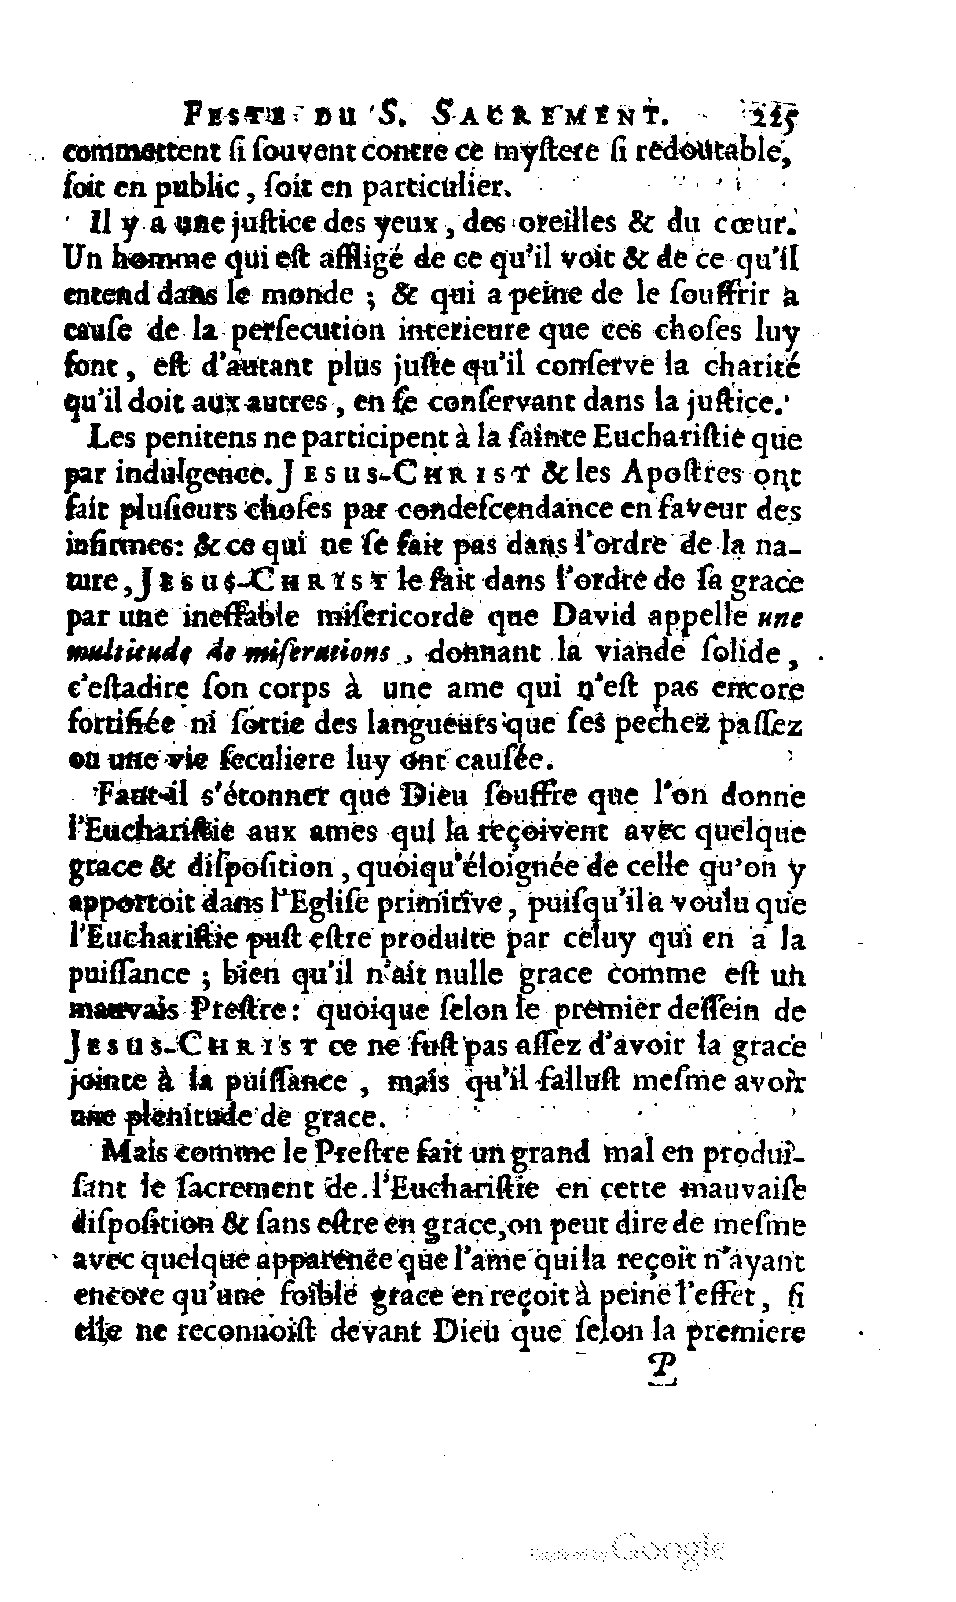 FESTE DU S. SACREMENT. 225
commettent ſi ſouvent contre ce myſtere ſi redoutable,
ſoit en public, ſoit en particulier.
Il y a une juſtice des yeux, des oreilles & du cœur.
Un homme qui eſt affligé de ce qu'il voit & de ce qu'il
entend dans le monde ; & qui a peine de le ſouffrir à
cauſe de la perſecution interieure que ces choſes luy
font, eſt d'autant plus juſte qu'il conſerve la charité
qu'il doit aux autres, en ſe conſervant dans la juſtice.
Les penitens ne participent à la ſainte Euchariſtie que
par indulgence. JESUS-CHRIST & les Apoſtres ont
fait pluſieurs choſes par condeſcendance en faveur des
infirmes: & ce qui ne ſe fait pas dans l'ordre de la na-
ture, JESUS-CHRIST le fait dans l'ordre de ſa grace
par une ineffable miſericorde que David appelle une
multitude de miſerations, donnant la viande ſolide,
c'eſtadire ſon corps à une ame qui n'eſt pas encore
fortifiée ni ſortie des langueurs que ſes pechez paſſez
ou une vie ſeculiere luy ont cauſée.
Faut-il s'étonner que Dieu ſouffre que l'on donne
l'Euchariſtie aux ames qui la reçoivent avec quelque
grace & diſpoſition, quoiqu'éloignée de celle qu'on y
apportoit dans l'Egliſe primitive, puiſqu'il a voulu que
l'Euchariſtie puſt eſtre produite par celuy qui en a la
puiſſance ; bien qu'il n'ait nulle grace comme eſt un
mauvais Preſtre: quoique ſelon le premier deſſein de
JESUS-CHRIST ce ne fuſt pas aſſez d'avoir la grace
jointe à la puiſſance, mais qu'il falluſt meſme avoir
une plenitude de grace.
Mais comme le Preſtre fait un grand mal en produi-
ſant le ſacrement de l'Euchariſtie en cette mauvaiſe
diſpoſition & ſans eſtre en grace, on peut dire de meſme
avec quelque apparence que l'ame qui la reçoit n'ayant
encore qu'une foible grace en reçoit à peine l'effet, ſi
elle ne reconnoiſt devant Dieu que ſelon la premiere
P
Google